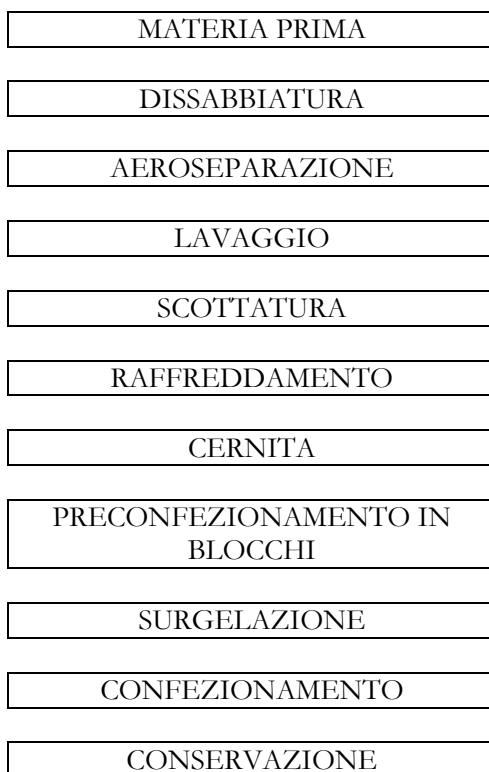 MATERIA PRIMA
DISSABBIATURA
AEROSEPARAZIONE
LAVAGGIO
SCOTTATURA
RAFFREDDAMENTO
CERNITA
PRECONFEZIONAMENTO IN
BLOCCHI
SURGELAZIONE
CONFEZIONAMENTO
CONSERVAZIONE